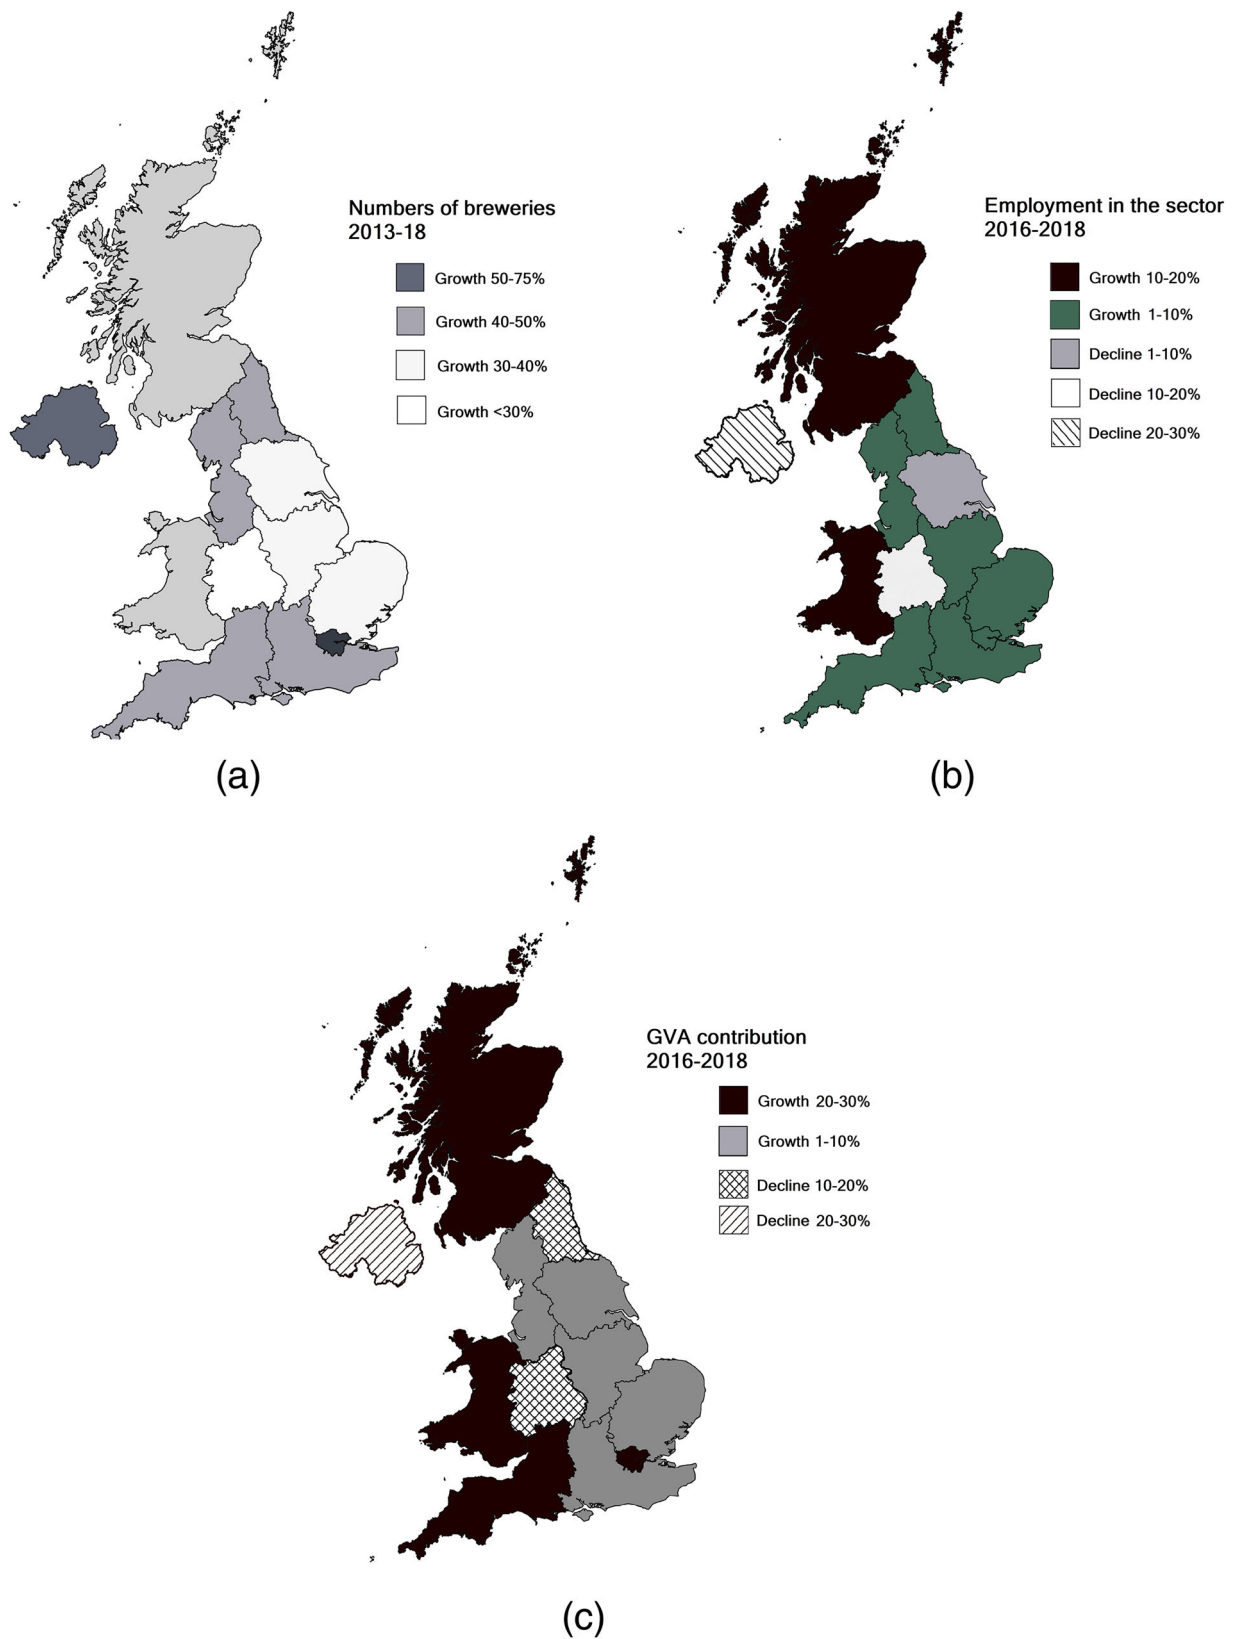 Numbers of breweries
2013-18
Growth 50-75%
Growth 40-50%
Growth 30-40%
Growth <30%
(a)
Employment in the sector
2016-2018
Growth 10-20%
Growth 1-10%
Decline 1-10%
Decline 10-20%
Decline 20-30%
(b)
GVA contribution
2016-2018
Growth 20-30%
Growth 1-10%
Decline 10-20%
Decline 20-30%
(c)